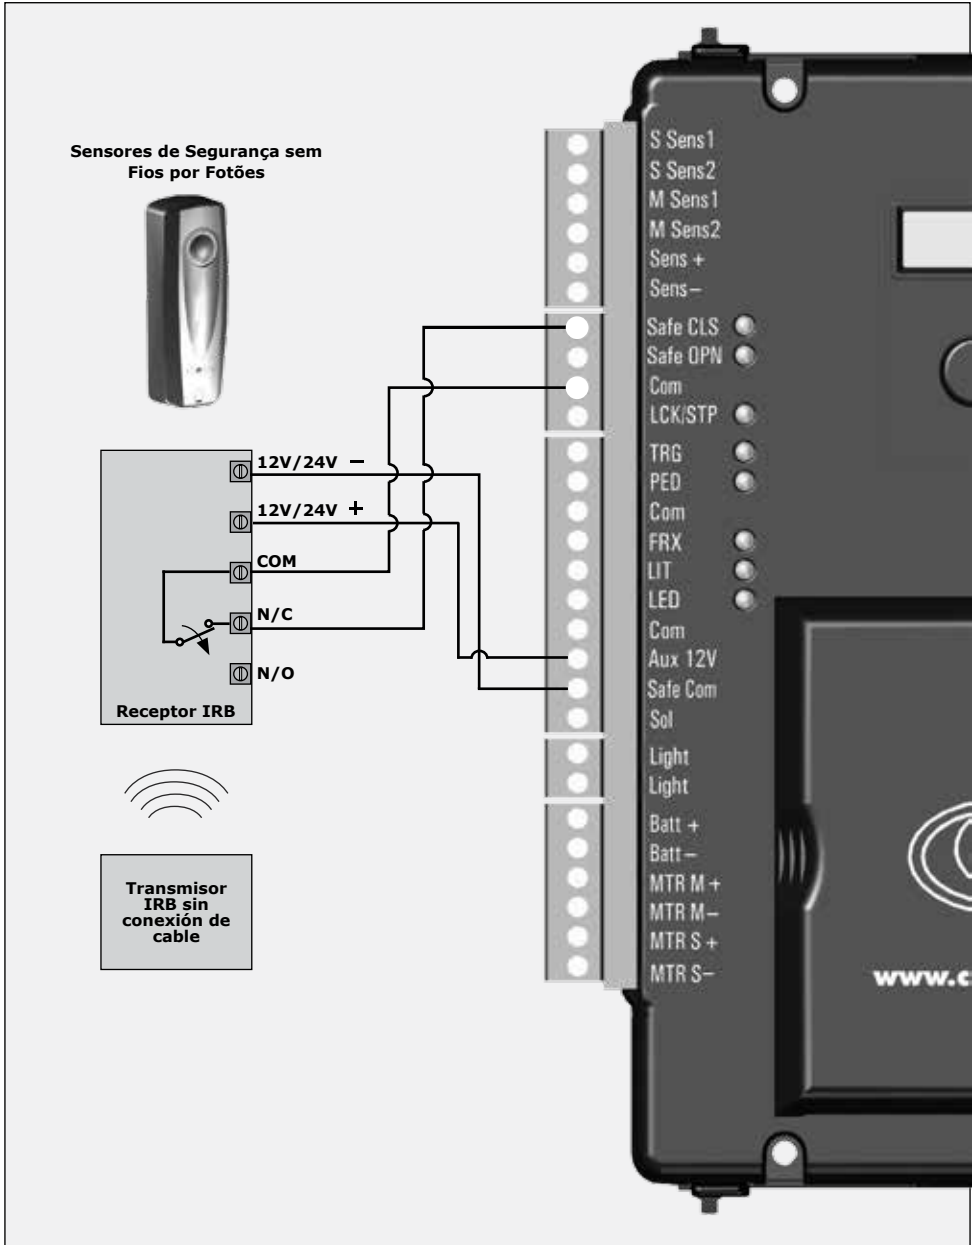 Sensores de Segurança sem
Fios por Fotões
12V/24V −
12V/24V +
COM
N/C
N/O
Receptor IRB
Transmisor
IRB sin
conexión de
cable
S Sens1
S Sens2
M Sens1
M Sens2
Sens +
Sens−
Safe CLS
Safe OPN
Com
LCK/STP
TRG
PED
Com
FRX
LIT
LED
Com
Aux 12V
Safe Com
Sol
Light
Light
Batt +
Batt−
MTR M+
MTR M−
MTR S+
MTR S−